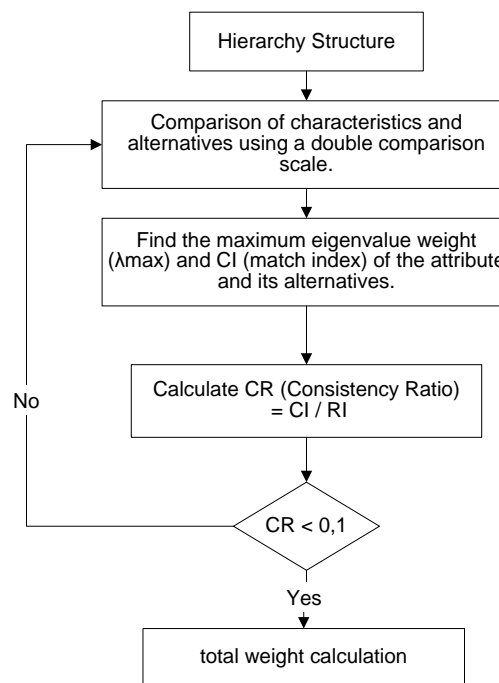 Hierarchy Structure
Comparison of characteristics and
alternatives using a double comparison
scale.
Find the maximum eigenvalue weight
(λmax) and CI (match index) of the attribute
and its alternatives.
Calculate CR (Consistency Ratio)
= CI / RI
No
CR < 0,1
Yes
total weight calculation